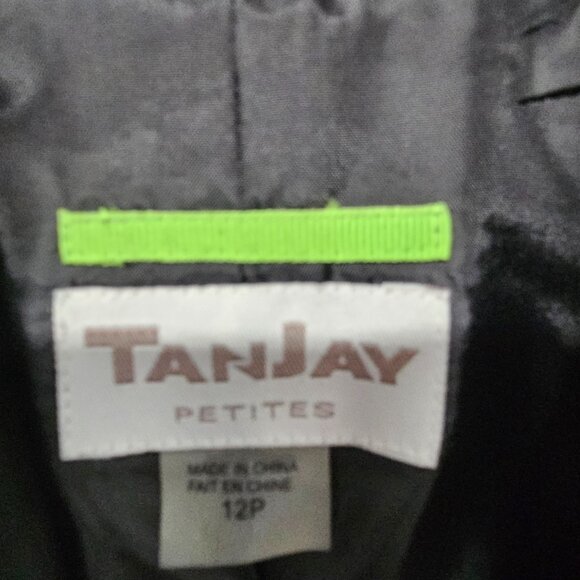 TANJAY
PETITES
MADE IN CHINA
FAIT EN CHINE
12P